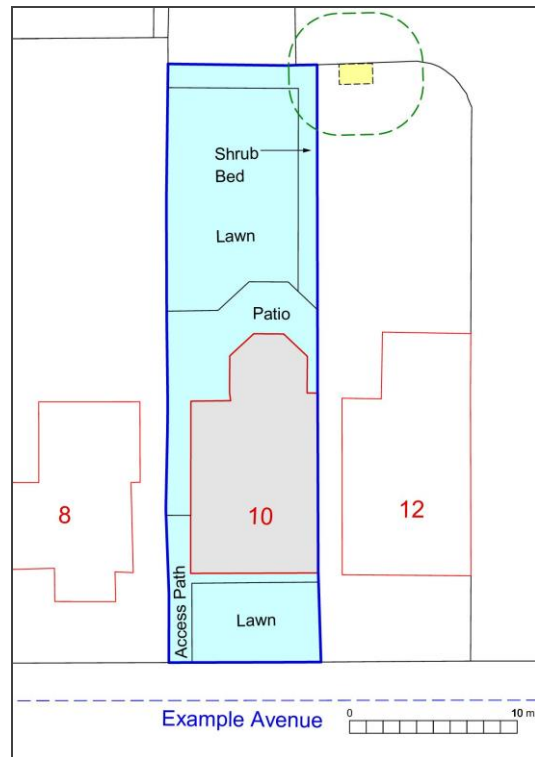 Shrub
Bed
Lawn
Patio
8
10
12
Access Path
Lawn
Example Avenue
0 10 m